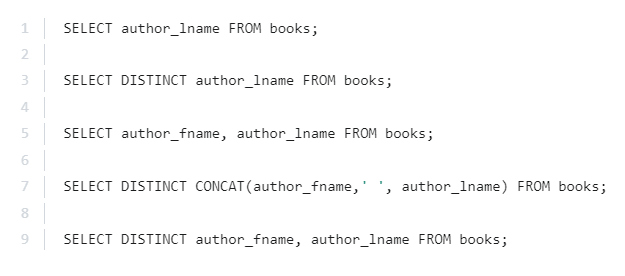 1 SELECT author_lname FROM books;
2
3 SELECT DISTINCT author_lname FROM books;
4
5 SELECT author_fname, author_lname FROM books;
6
7 SELECT DISTINCT CONCAT(author_fname,' ', author_lname) FROM books;
8
9 SELECT DISTINCT author_fname, author_lname FROM books;